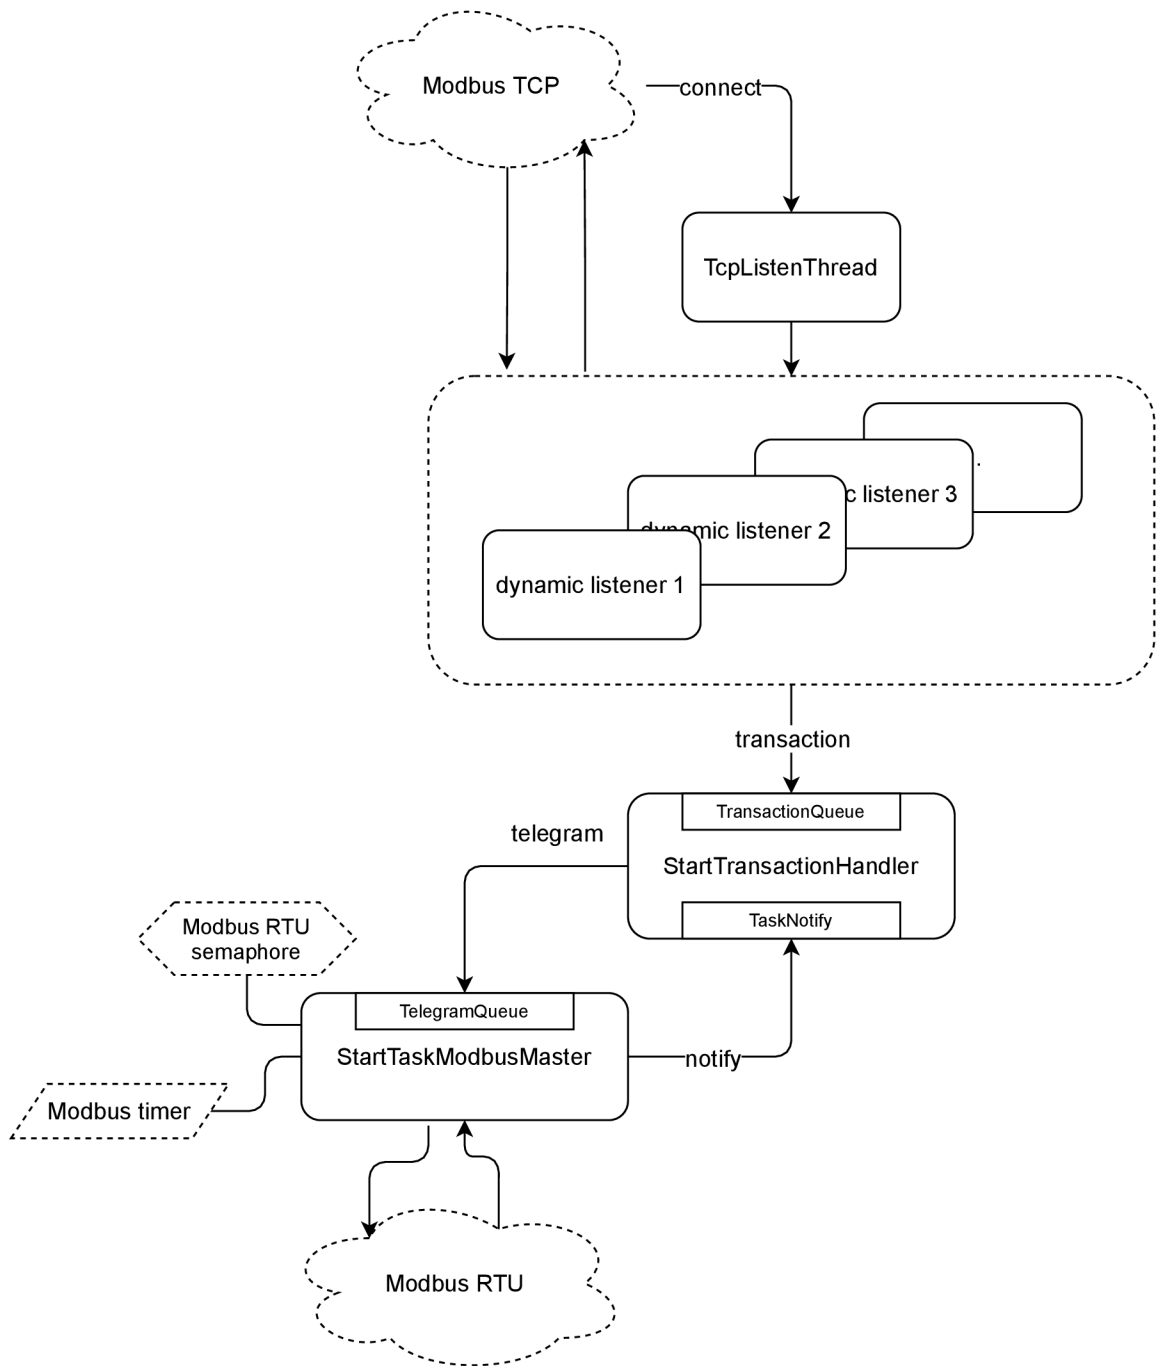 Modbus TCP
connect
TcpListenThread
c listener 3
dynamic listener 2
dynamic listener 1
transaction
TransactionQueue
telegram
StartTransactionHandler
TaskNotify
Modbus RTU
semaphore
TelegramQueue
StartTaskModbusMaster
notify
Modbus timer
Modbus RTU